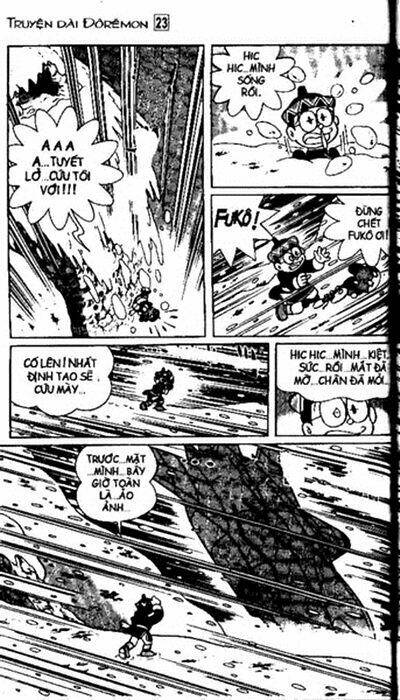 TRUYỆN DÀI ĐÔRÊMON 23
A A A
A...TUYẾT
LỞ...CỨU TÔI
VỚI!!!
HIC
HIC...MÌNH
SỐNG
RỒI.
FUKÔ!
ĐỪNG
CHẾT
FUKÔ ƠI!
CỐ LÊN! NHẤT
ĐỊNH TAO SẼ
CỨU MÀY...
HIC HIC...MÌNH...KIỆT
SỨC...RỒI...MẮT ĐÃ
MỜ...CHÂN ĐÃ MỎI...
TRƯỚC...MẶT
MÌNH...BÂY
GIỜ TOÀN
LÀ...ẢO
ẢNH...